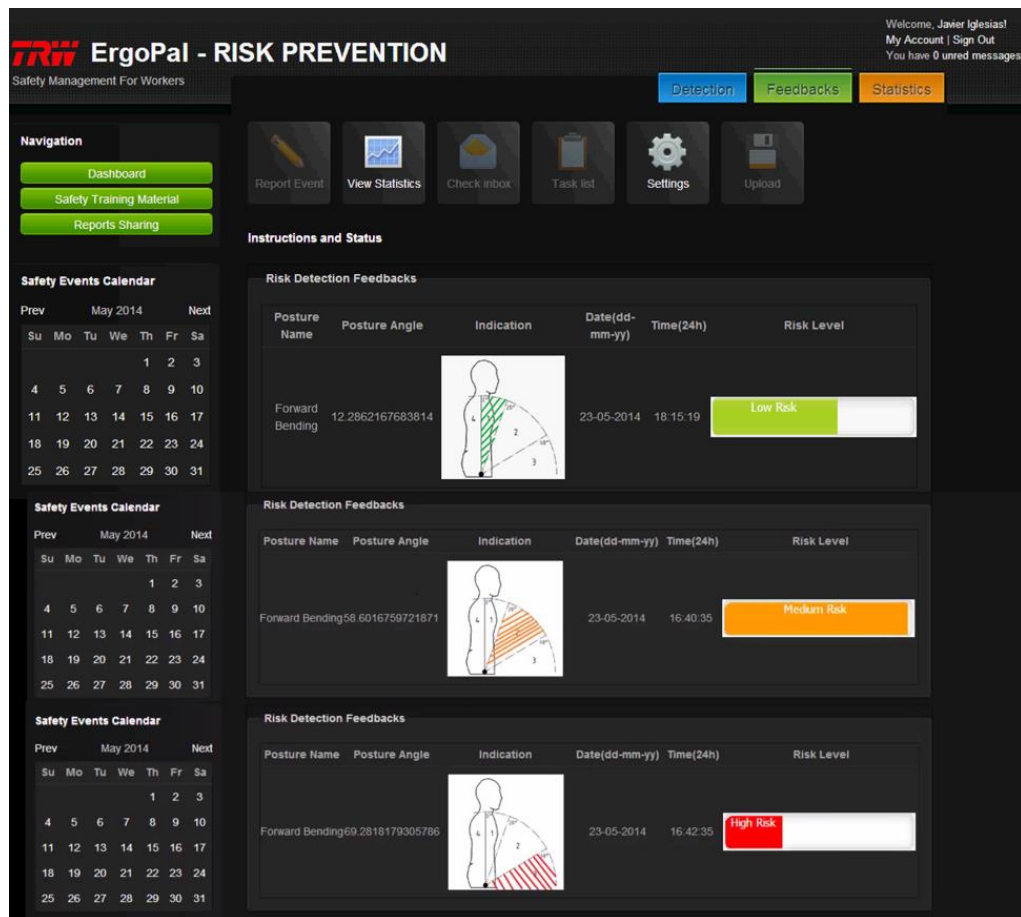 TRW ErgoPal - RISK PREVENTION
Safety Management For Workers
Welcome, Javier Iglesias!
My Account | Sign Out
You have 0 unred messages
Detection Feedbacks Statistics
Navigation
Dashboard
Safety Training Material
Reports Sharing
Report Event View Statistics Check inbox Task list Settings Upload
Instructions and Status
Safety Events Calendar
Prev May 2014 Next
Su Mo Tu We Th Fr Sa
1 2 3
4 5 6 7 8 9 10
11 12 13 14 15 16 17
18 19 20 21 22 23 24
25 26 27 28 29 30 31
Risk Detection Feedbacks
Posture Name Posture Angle Indication Date(dd-mm-yy) Time(24h) Risk Level
Forward Bending 12.2862167683814 23-05-2014 18:15:19 Low Risk
4 1 2 3
Safety Events Calendar
Prev May 2014 Next
Su Mo Tu We Th Fr Sa
1 2 3
4 5 6 7 8 9 10
11 12 13 14 15 16 17
18 19 20 21 22 23 24
25 26 27 28 29 30 31
Risk Detection Feedbacks
Posture Name Posture Angle Indication Date(dd-mm-yy) Time(24h) Risk Level
Forward Bending 58.6016759721871 23-05-2014 16:40:35 Medium Risk
4 1 2 3
Safety Events Calendar
Prev May 2014 Next
Su Mo Tu We Th Fr Sa
1 2 3
4 5 6 7 8 9 10
11 12 13 14 15 16 17
18 19 20 21 22 23 24
25 26 27 28 29 30 31
Risk Detection Feedbacks
Posture Name Posture Angle Indication Date(dd-mm-yy) Time(24h) Risk Level
Forward Bending 69.2818179305786 23-05-2014 16:42:35 High Risk
4 1 2